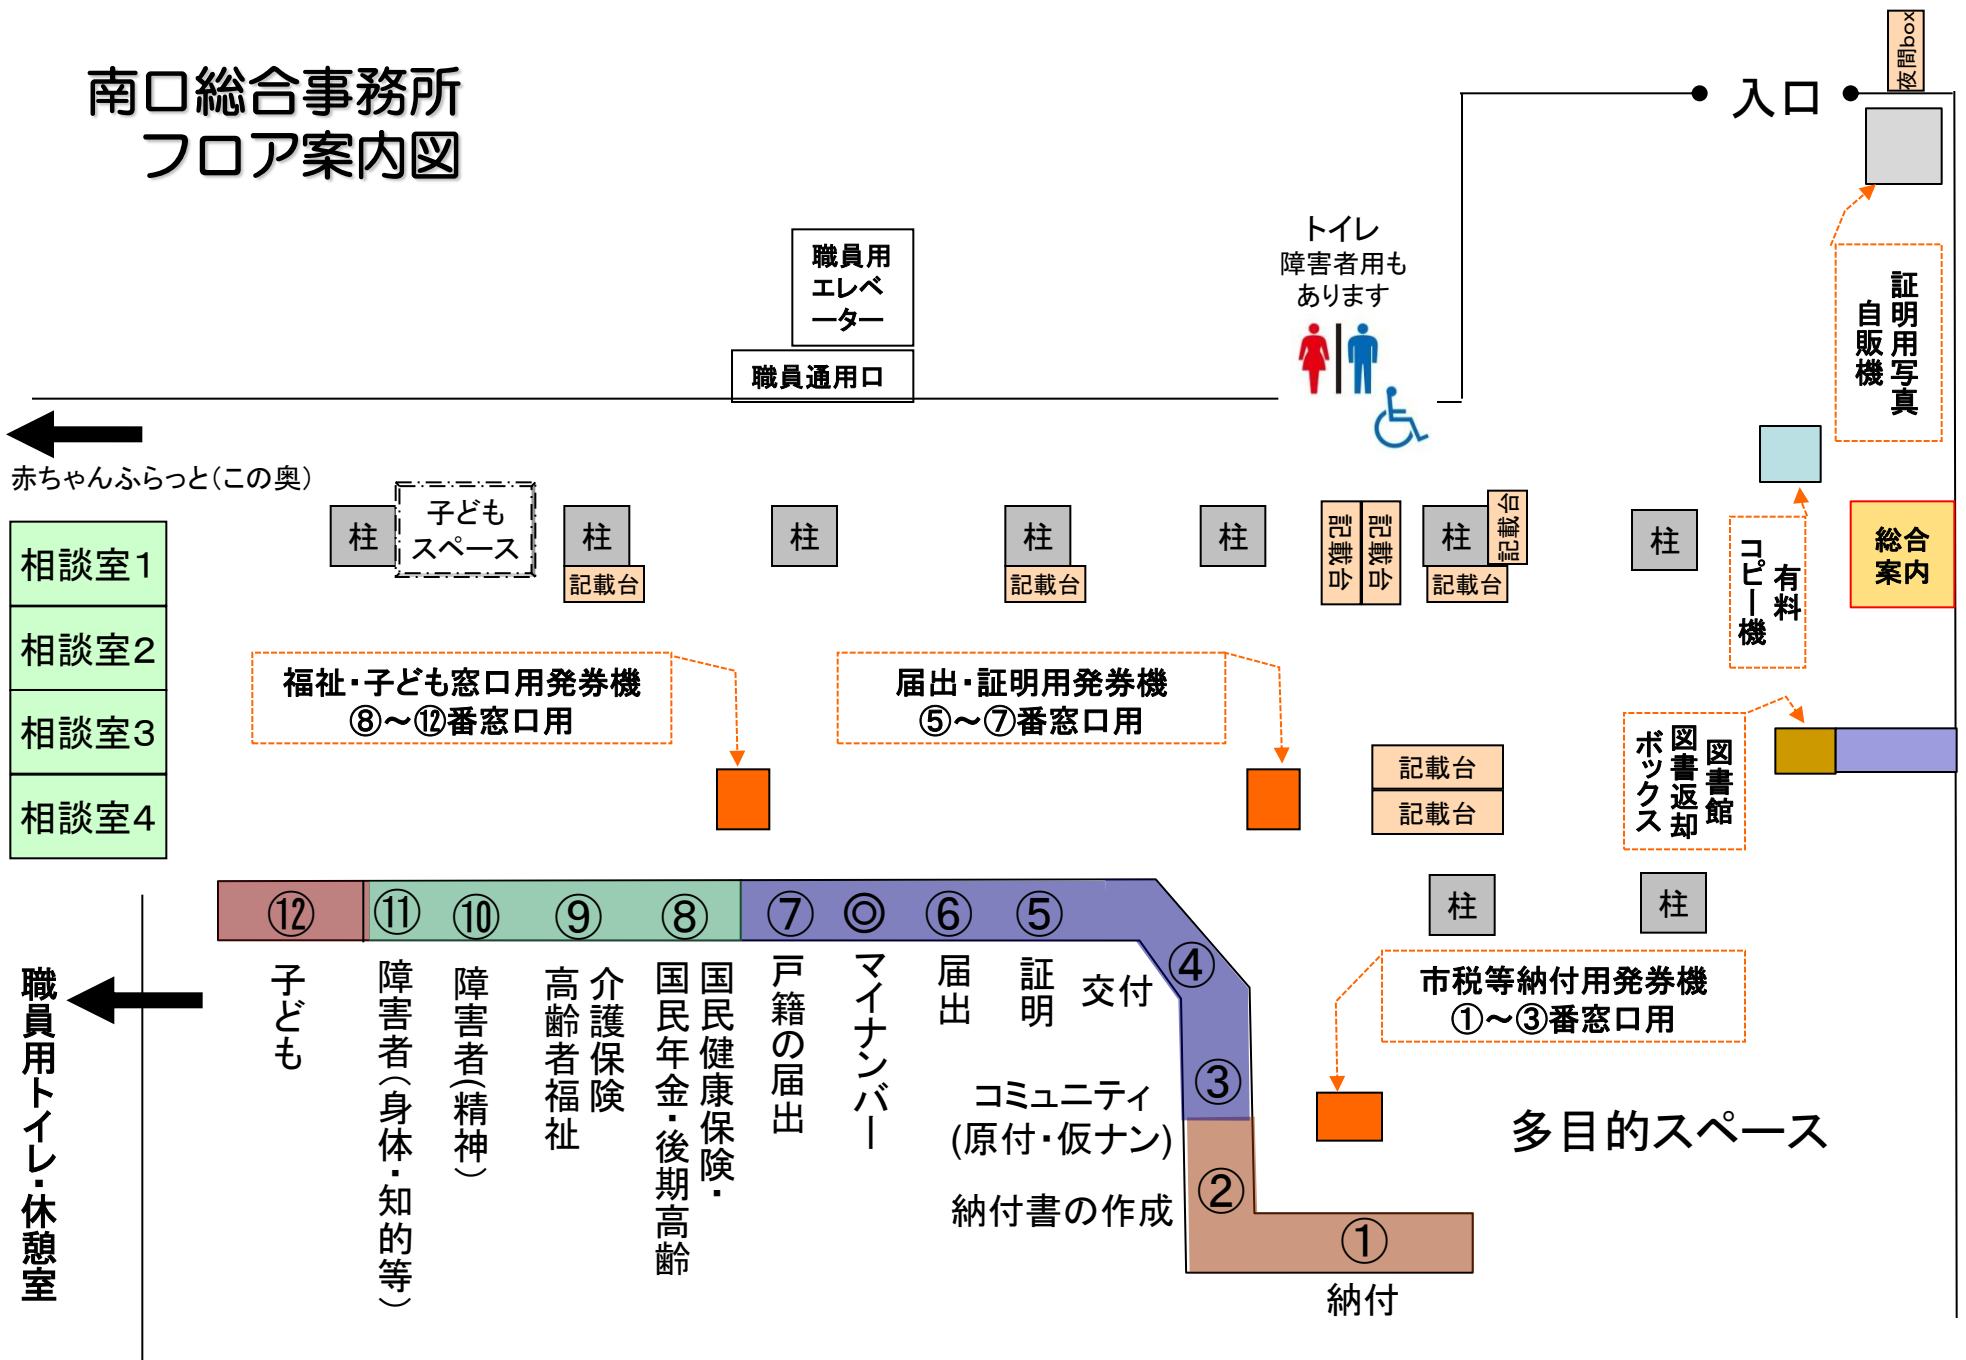 南口総合事務所
フロア案内図
夜間box
入口
証明用写真
自販機
トイレ
障害者用も
あります
職員用
エレベ
ーター
職員通用口
赤ちゃんふらっと(この奥)
柱
子ども
スペース
柱
記載台
柱
柱
記載台
柱
記載台
記載台
柱
記載台
記載台
柱
有料
コピー機
総合
案内
相談室1
相談室2
相談室3
相談室4
福祉・子ども窓口用発券機
⑧～⑫番窓口用
届出・証明用発券機
⑤～⑦番窓口用
記載台
記載台
図書館
図書返却
ボックス
柱
柱
⑫
⑪
⑩
⑨
⑧
⑦
◎
⑥
⑤
④
③
②
①
子ども
障害者(身体・知的等)
障害者(精神)
介護保険
高齢者福祉
国民健康保険・
国民年金・後期高齢
戸籍の届出
マイナンバー
届出
証明
交付
コミュニティ
(原付・仮ナン)
納付書の作成
納付
市税等納付用発券機
①～③番窓口用
多目的スペース
職員用トイレ・休憩室